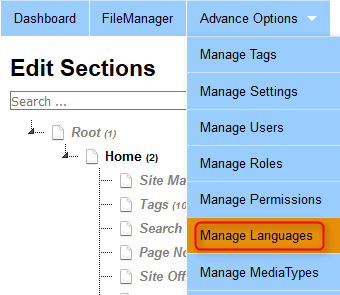 Dashboard FileManager Advance Options
Manage Tags
Manage Settings
Manage Users
Manage Roles
Manage Permissions
Manage Languages
Manage MediaTypes
Edit Sections
Search ...
Root (1)
Home (2)
Site Ma
Tags (10
Search
Page No
Site Off